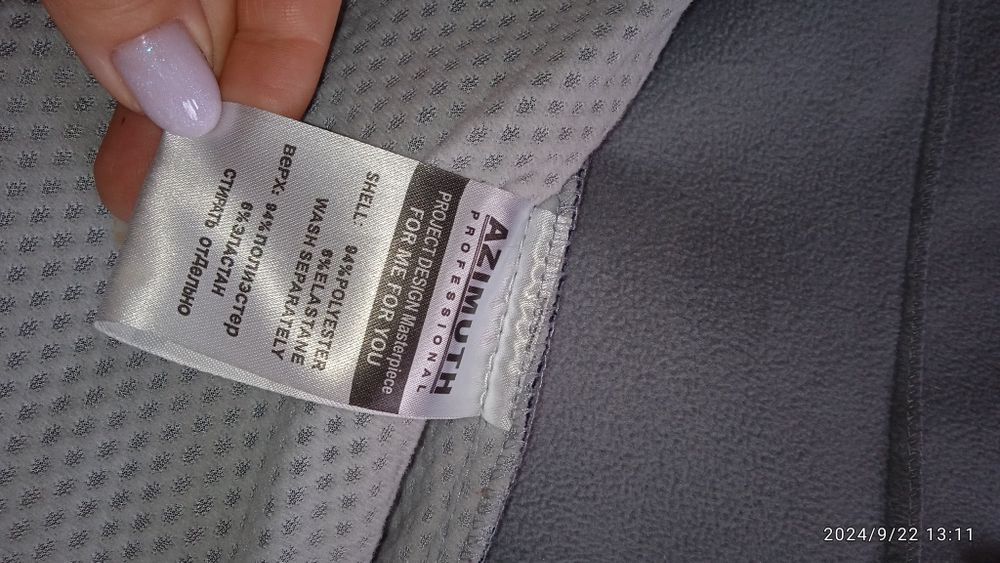 AZIMUTH
PROFESSIONAL
PROJECT DESIGN Masterpiece
FOR ME FOR YOU
SHELL: 94%POLYESTER
6%ELASTANE
WASH SEPARATELY
ВЕРХ: 94%ПОЛИЭСТЕР
6%ЭЛАСТАН
СТИРАТЬ ОТДЕЛЬНО
2024/9/22 13:11